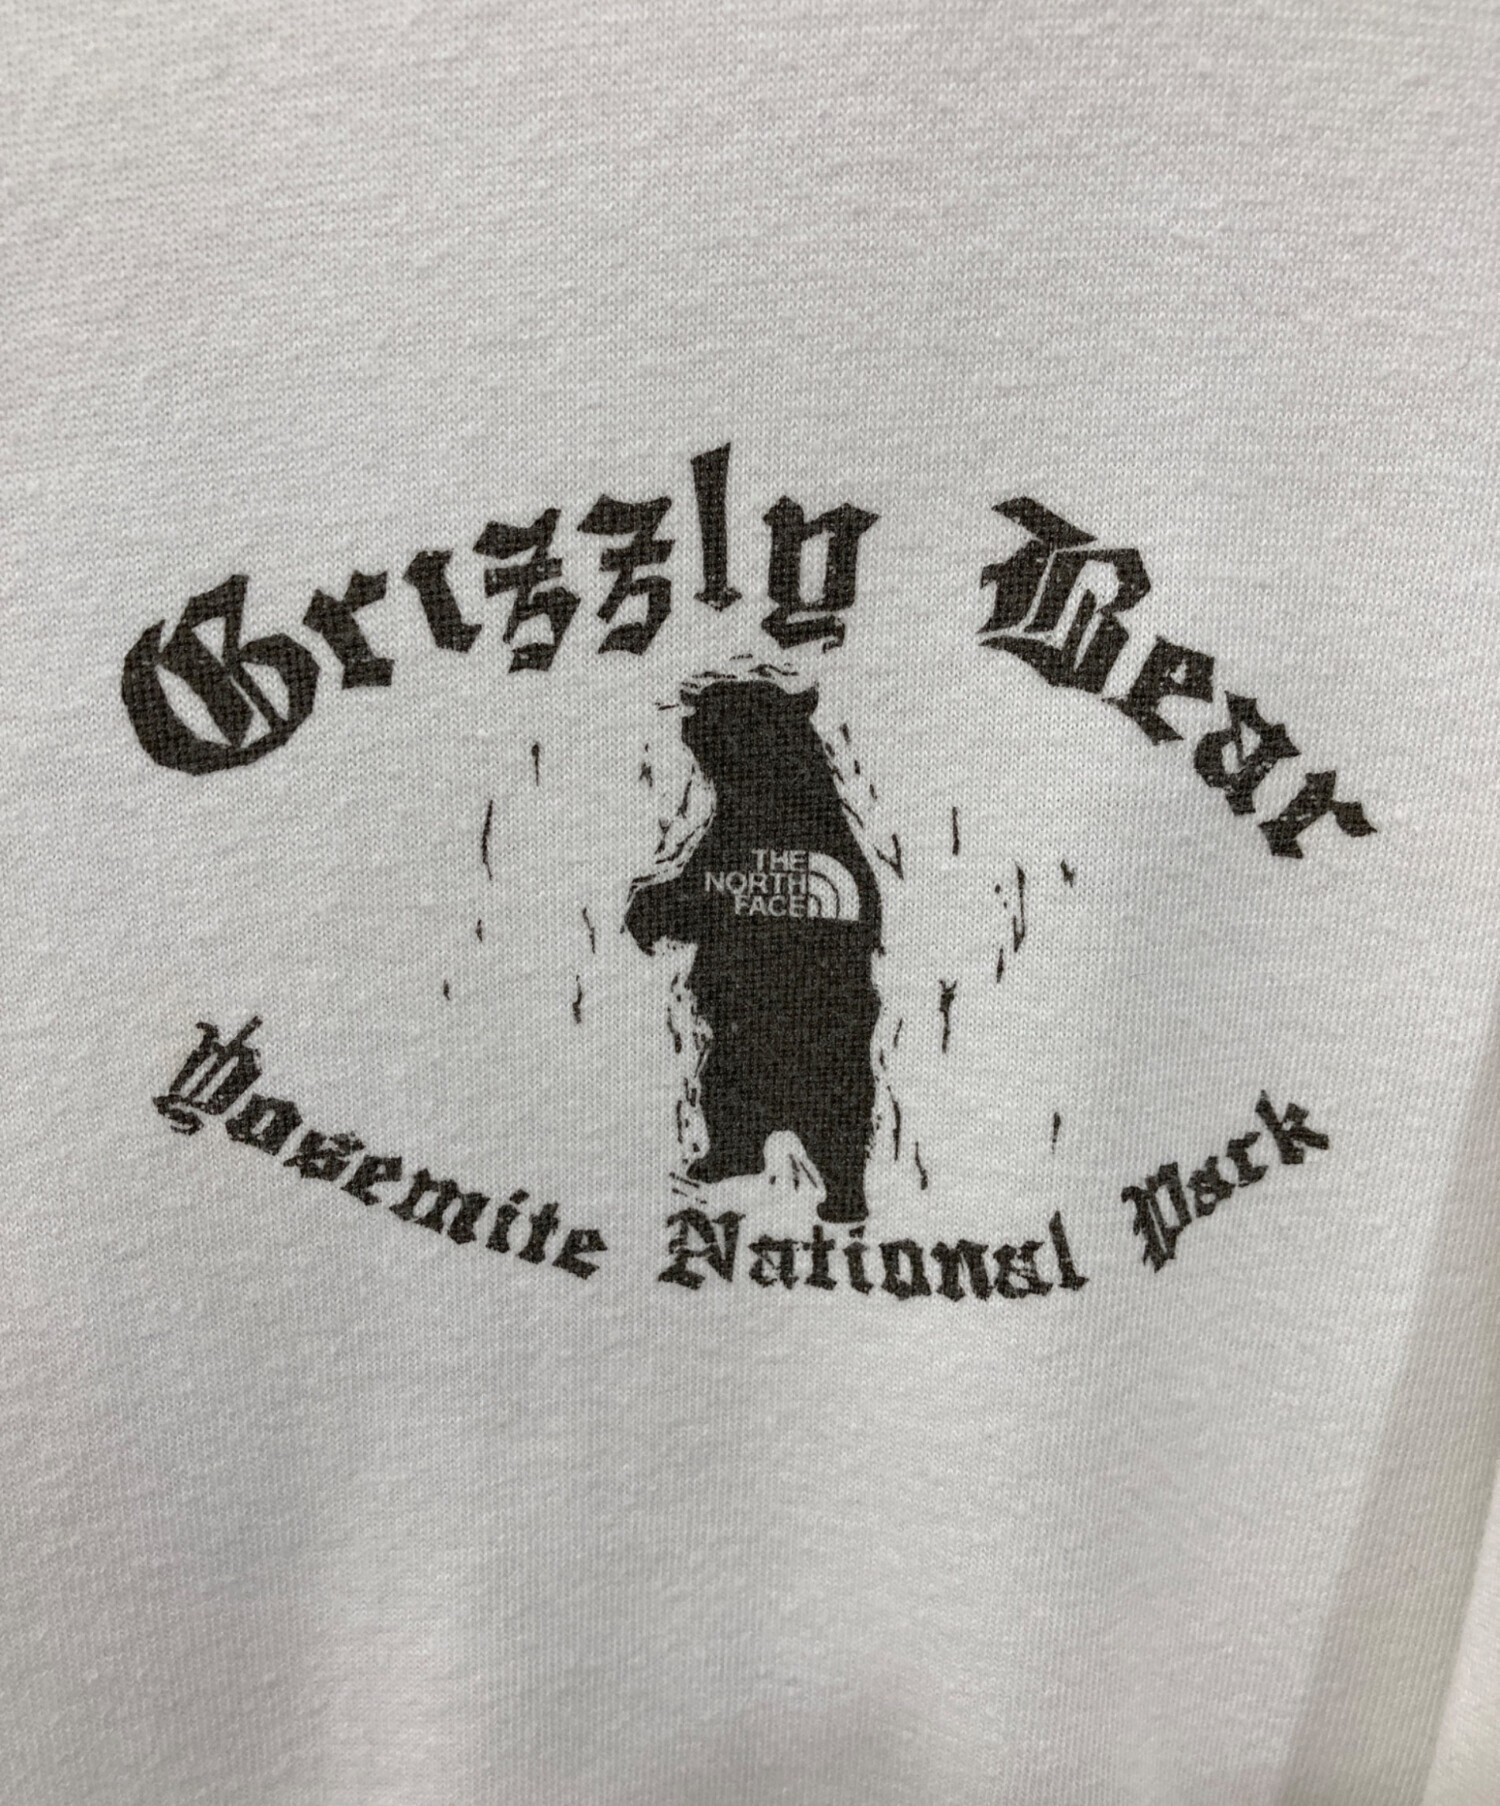 Grizzly Bear
THE
NORTH
FACE
Yosemite National Park